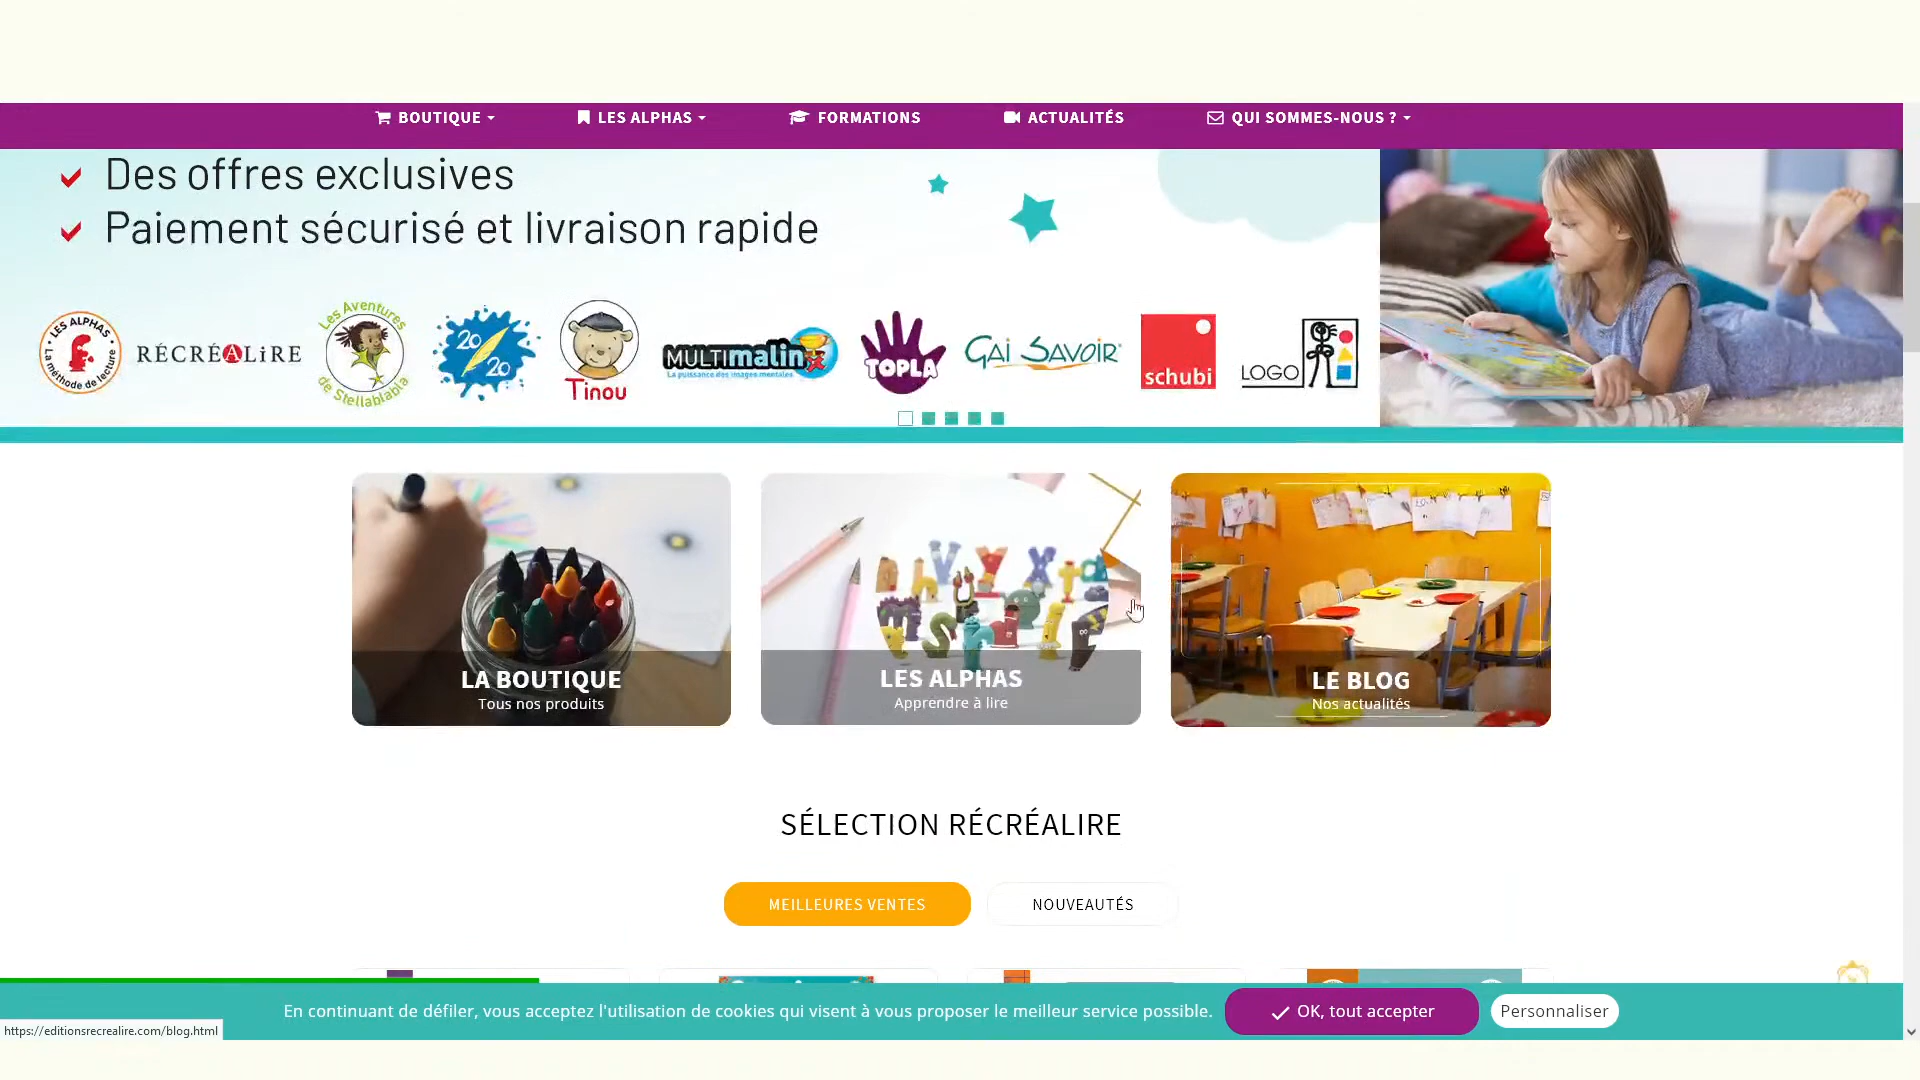 BOUTIQUE
LES ALPHAS
FORMATIONS
ACTUALITÉS
QUI SOMMES-NOUS ?
Des offres exclusives
Paiement sécurisé et livraison rapide
LES ALPHAS
La méthode de lecture
RÉCRÉALiRE
Les Aventures
de Stellablabla
20
20
Tinou
MULTImalin
La puissance des images mentales
TOPLA
GAI SAVOIR
schubi
LOGO
LA BOUTIQUE
Tous nos produits
LES ALPHAS
Apprendre à lire
LE BLOG
Nos actualités
SÉLECTION RÉCRÉALIRE
MEILLEURES VENTES
NOUVEAUTÉS
En continuant de défiler, vous acceptez l'utilisation de cookies qui visent à vous proposer le meilleur service possible.
OK, tout accepter
Personnaliser
https://editionsrecrealire.com/blog.html